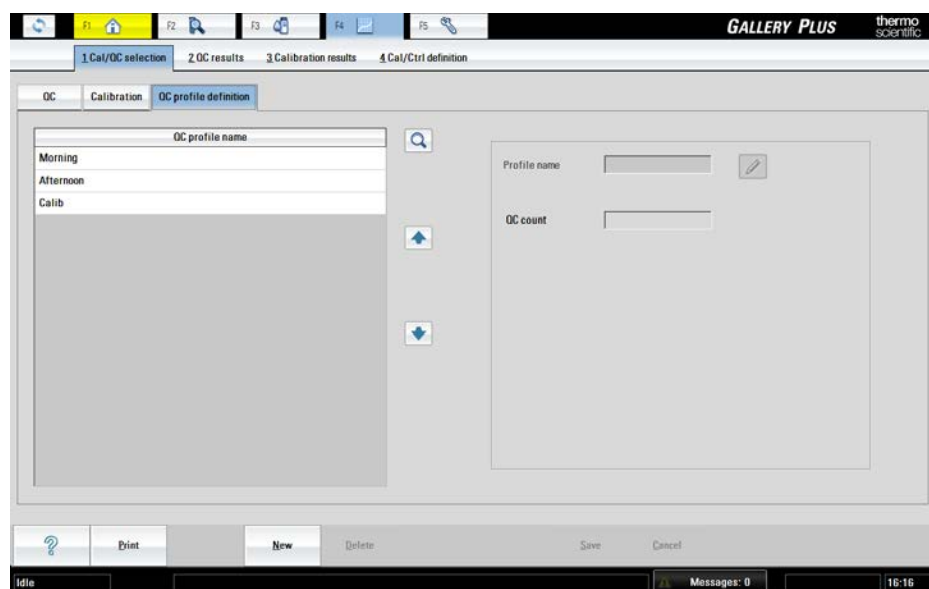 F1 F2 F3 F4 F5 GALLERY PLUS thermo
scientific
1 Cal/QC selection 2 QC results 3 Calibration results 4 Cal/Ctrl definition
QC Calibration QC profile definition
QC profile name
Morning
Afternoon
Calib
Profile name
QC count
? Print New Delete Save Cancel
Idle Messages: 0 16:16